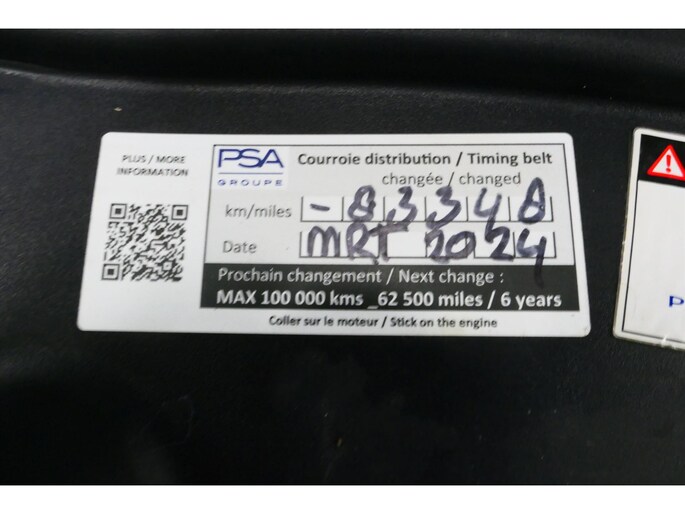 PLUS / MORE
INFORMATION
PSA
GROUPE
Courroie distribution / Timing belt
changée / changed
km/miles - 83348
Date MRT 2024
Prochain changement / Next change :
MAX 100 000 kms _62 500 miles / 6 years
Coller sur le moteur / Stick on the engine
P